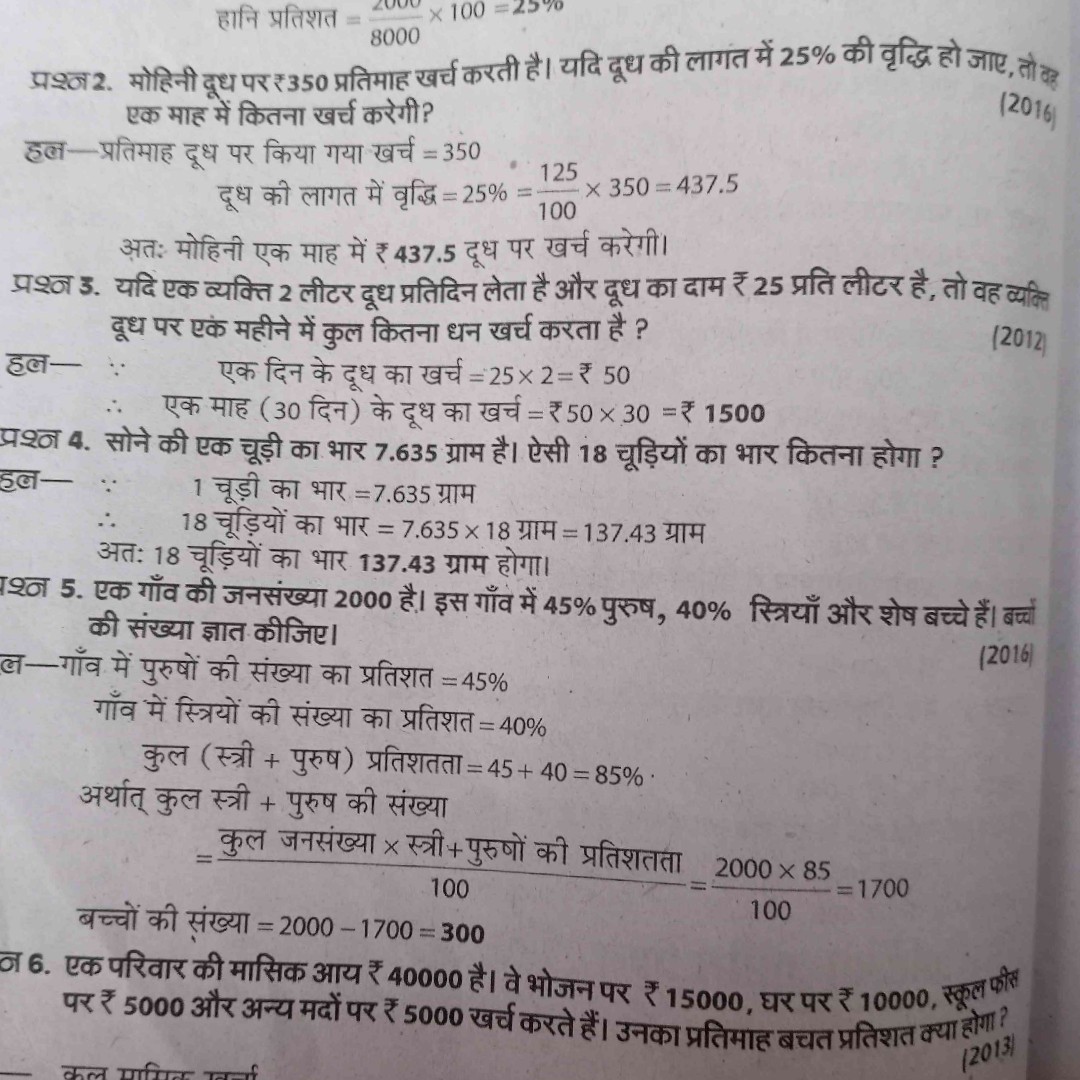 हानि प्रतिशत = 2000/8000 × 100 = 25%
प्रश्न 2. मोहिनी दूध पर ₹350 प्रतिमाह खर्च करती है। यदि दूध की लागत में 25% की वृद्धि हो जाए, तो वह
एक माह में कितना खर्च करेगी? (2016)
हल—प्रतिमाह दूध पर किया गया खर्च = 350
दूध की लागत में वृद्धि = 25% = 125/100 × 350 = 437.5
अतः मोहिनी एक माह में ₹ 437.5 दूध पर खर्च करेगी।
प्रश्न 3. यदि एक व्यक्ति 2 लीटर दूध प्रतिदिन लेता है और दूध का दाम ₹ 25 प्रति लीटर है, तो वह व्यक्ति
दूध पर एक महीने में कुल कितना धन खर्च करता है ? (2012)
हल— ∵ एक दिन के दूध का खर्च = 25 × 2 = ₹ 50
∴ एक माह (30 दिन) के दूध का खर्च = ₹ 50 × 30 = ₹ 1500
प्रश्न 4. सोने की एक चूड़ी का भार 7.635 ग्राम है। ऐसी 18 चूड़ियों का भार कितना होगा ?
हल— ∵ 1 चूड़ी का भार = 7.635 ग्राम
∴ 18 चूड़ियों का भार = 7.635 × 18 ग्राम = 137.43 ग्राम
अतः 18 चूड़ियों का भार 137.43 ग्राम होगा।
प्रश्न 5. एक गाँव की जनसंख्या 2000 है। इस गाँव में 45% पुरुष, 40% स्त्रियाँ और शेष बच्चे हैं। बच्चों
की संख्या ज्ञात कीजिए। (2016)
ल—गाँव में पुरुषों की संख्या का प्रतिशत = 45%
गाँव में स्त्रियों की संख्या का प्रतिशत = 40%
कुल (स्त्री + पुरुष) प्रतिशतता = 45 + 40 = 85%
अर्थात् कुल स्त्री + पुरुष की संख्या
= कुल जनसंख्या × स्त्री+पुरुषों की प्रतिशतता/100 = 2000 × 85/100 = 1700
बच्चों की संख्या = 2000 – 1700 = 300
न 6. एक परिवार की मासिक आय ₹ 40000 है। वे भोजन पर ₹ 15000, घर पर ₹ 10000, स्कूल फीस
पर ₹ 5000 और अन्य मदों पर ₹ 5000 खर्च करते हैं। उनका प्रतिमाह बचत प्रतिशत क्या होगा ?
(2013)
— कुल मासिक खर्चा